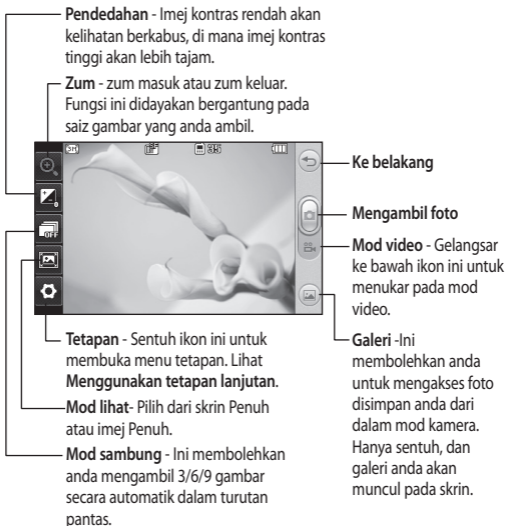 Pendedahan - Imej kontras rendah akan
kelihatan berkabus, di mana imej kontras
tinggi akan lebih tajam.
Zum - zum masuk atau zum keluar.
Fungsi ini didayakan bergantung pada
saiz gambar yang anda ambil.
3M
OFF
0
Ke belakang
Mengambil foto
Mod video - Gelangsar
ke bawah ikon ini untuk
menukar pada mod
video.
Galeri -Ini
membolehkan anda
untuk mengakses foto
disimpan anda dari
dalam mod kamera.
Hanya sentuh, dan
galeri anda akan
muncul pada skrin.
Tetapan - Sentuh ikon ini untuk
membuka menu tetapan. Lihat
Menggunakan tetapan lanjutan.
Mod lihat- Pilih dari skrin Penuh
atau imej Penuh.
Mod sambung - Ini membolehkan
anda mengambil 3/6/9 gambar
secara automatik dalam turutan
pantas.